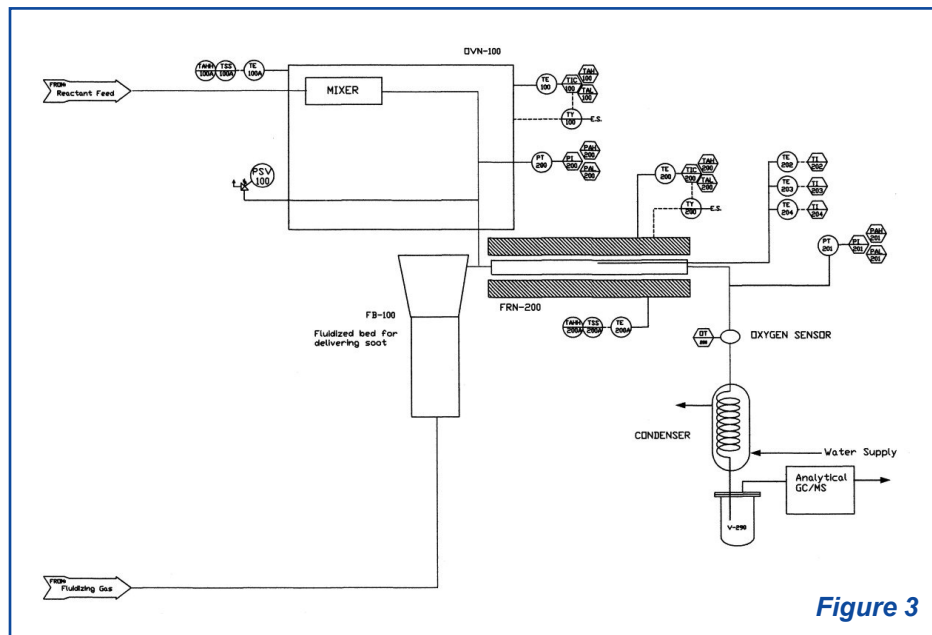 OVN-100
TAHH
100A
TSS
100A
TE
100A
TE
100
TIC
100
TAH
100
TAL
100
FROM:
Reactant Feed
MIXER
TY
100
E.S.
PSV
100
PT
200
PI
200
PAH
200
PAL
200
TE
200
TIC
200
TAH
200
TAL
200
TY
200
E.S.
TE
202
TI
202
TE
203
TI
203
TE
204
TI
204
PT
201
PI
201
PAH
201
PAL
201
FB-100
Fluidized bed for
delivering soot
FRN-200
TAHH
200A
TSS
200A
TE
200A
OT
OXYGEN SENSOR
CONDENSER
Water Supply
Analytical
GC/MS
V-290
FROM:
Fluidizing Gas
Figure 3